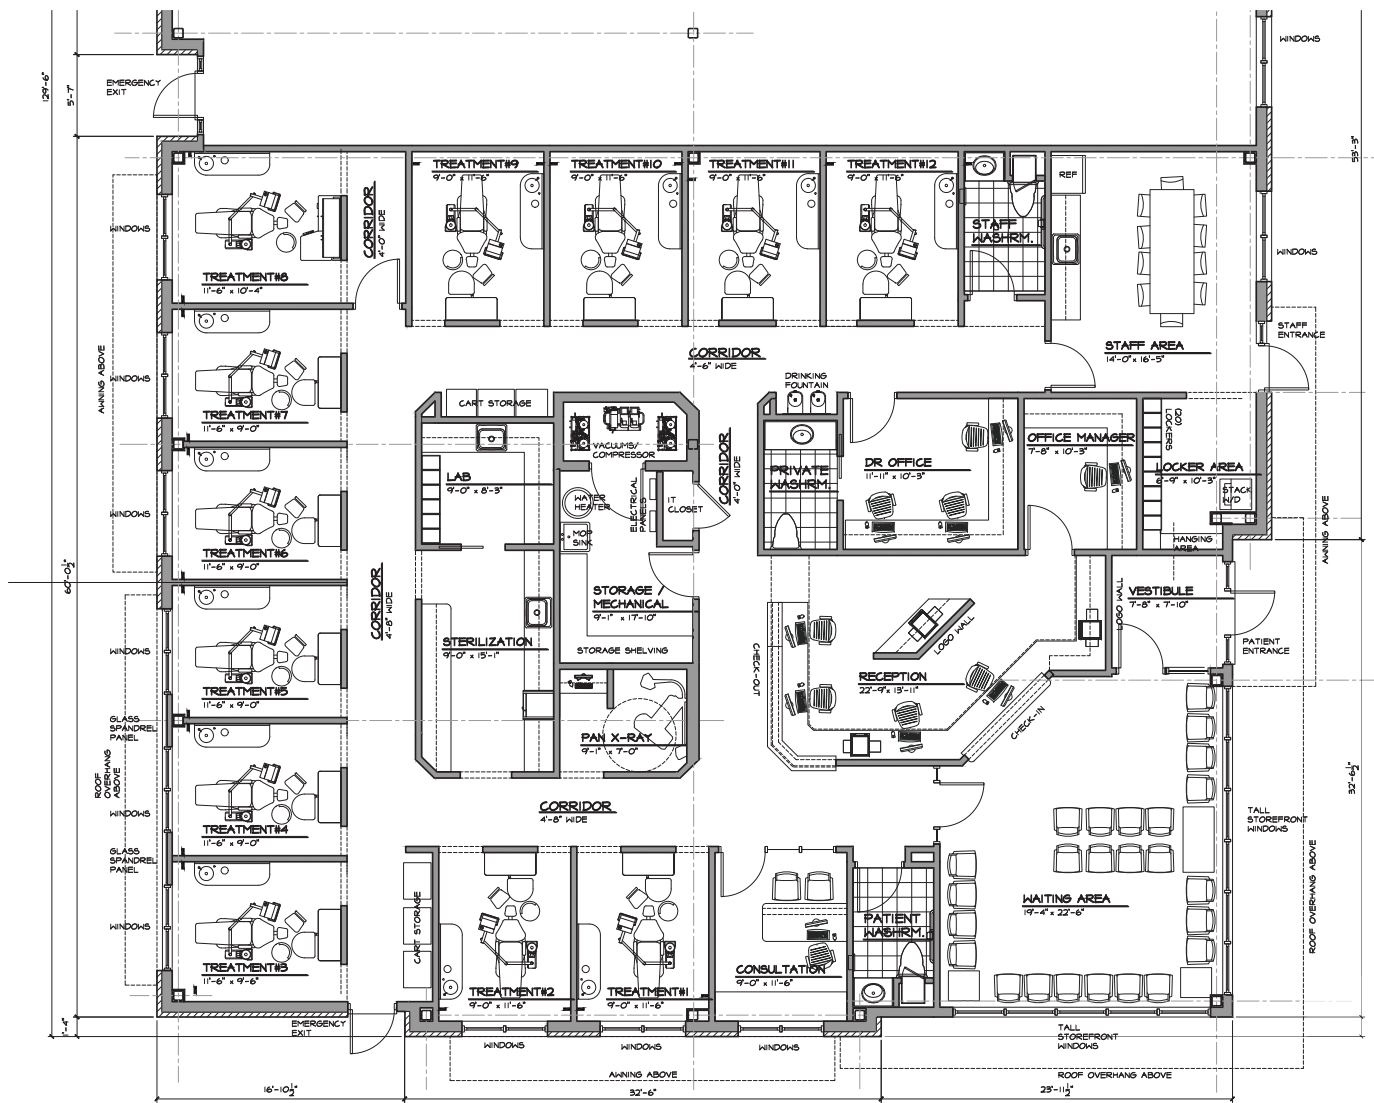 WINDOWS
129'-6"
5'-7"
EMERGENCY
EXIT
53'-3"
TREATMENT#9
9'-0" x 11'-6"
TREATMENT#10
9'-0" x 11'-6"
TREATMENT#11
9'-0" x 11'-6"
TREATMENT#12
9'-0" x 11'-6"
REF
CORRIDOR
4'-0" WIDE
STAFF
WASHRM.
WINDOWS
WINDOWS
TREATMENT#8
11'-6" x 10'-4"
STAFF
ENTRANCE
STAFF AREA
14'-0" x 16'-5"
CORRIDOR
4'-6" WIDE
AWNING ABOVE
WINDOWS
DRINKING
FOUNTAIN
CART STORAGE
TREATMENT#7
11'-6" x 9'-0"
LOCKERS
VACUUMS/
COMPRESSOR
CORRIDOR
4'-0" WIDE
OFFICE MANAGER
7'-8" x 10'-3"
DR OFFICE
11'-11" x 10'-3"
LOCKER AREA
6'-9" x 10'-3"
PRIVATE
WASHRM.
LAB
9'-0" x 8'-3"
STACK
W/D
WATER
HEATER
ELECTRICAL
PANELS
IT
CLOSET
WINDOWS
MOP
SINK
HANGING
AREA
AWNING ABOVE
TREATMENT#6
11'-6" x 9'-0"
60'-0 1/2"
CORRIDOR
4'-8" WIDE
STORAGE /
MECHANICAL
9'-1" x 17'-10"
LOGO WALL
VESTIBULE
7'-8" x 7'-10"
STERILIZATION
9'-0" x 15'-1"
LOGO WALL
PATIENT
ENTRANCE
WINDOWS
STORAGE SHELVING
CHECK-OUT
RECEPTION
22'-9" x 13'-11"
TREATMENT#5
11'-6" x 9'-0"
GLASS
SPANDREL
PANEL
CHECK-IN
PAN X-RAY
9'-1" x 7'-0"
ROOF
OVERHANG
ABOVE
32'-6 1/2"
CORRIDOR
4'-8" WIDE
WINDOWS
TALL
STOREFRONT
WINDOWS
TREATMENT#4
11'-6" x 9'-0"
GLASS
SPANDREL
PANEL
ROOF OVERHANG ABOVE
WAITING AREA
19'-4" x 22'-6"
CART STORAGE
WINDOWS
PATIENT
WASHRM.
TREATMENT#3
11'-6" x 9'-6"
CONSULTATION
9'-0" x 11'-6"
TREATMENT#2
9'-0" x 11'-6"
TREATMENT#1
9'-0" x 11'-6"
1'-4"
EMERGENCY
EXIT
TALL
STOREFRONT
WINDOWS
WINDOWS
WINDOWS
WINDOWS
AWNING ABOVE
ROOF OVERHANG ABOVE
16'-10 1/2"
32'-6"
23'-11 1/2"